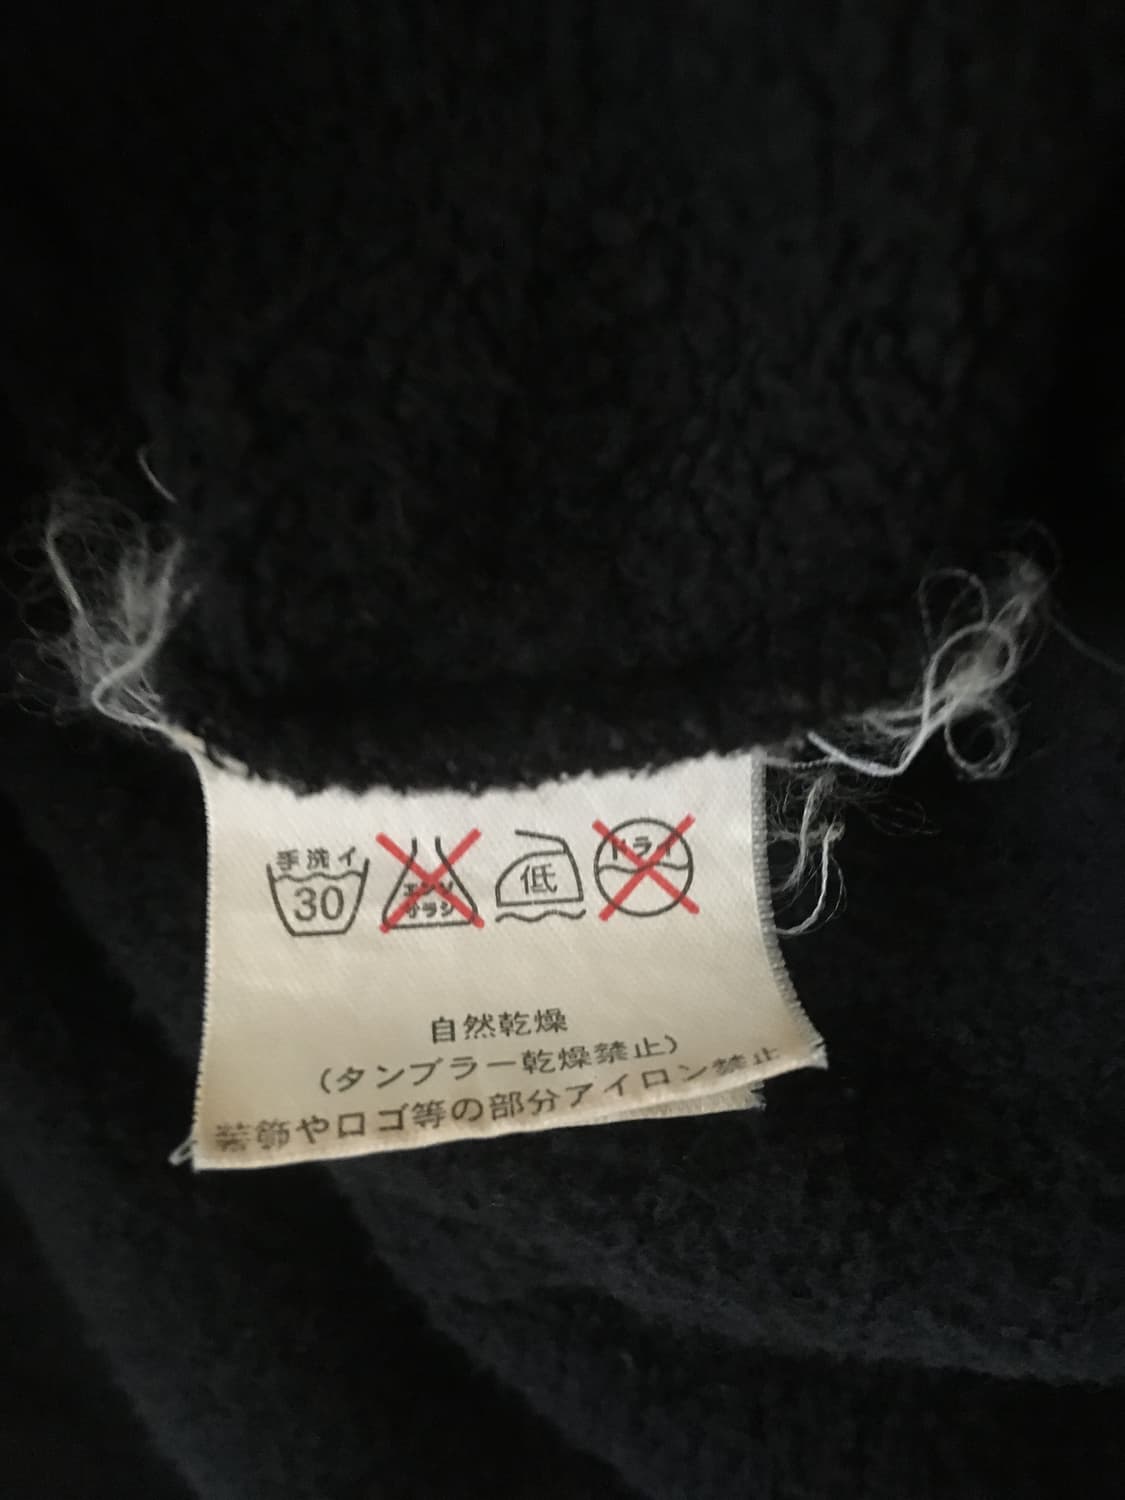 手洗イ 30 エンソサラシ 低 ドライ
自然乾燥
(タンブラー乾燥禁止)
装飾やロゴ等の部分アイロン禁止